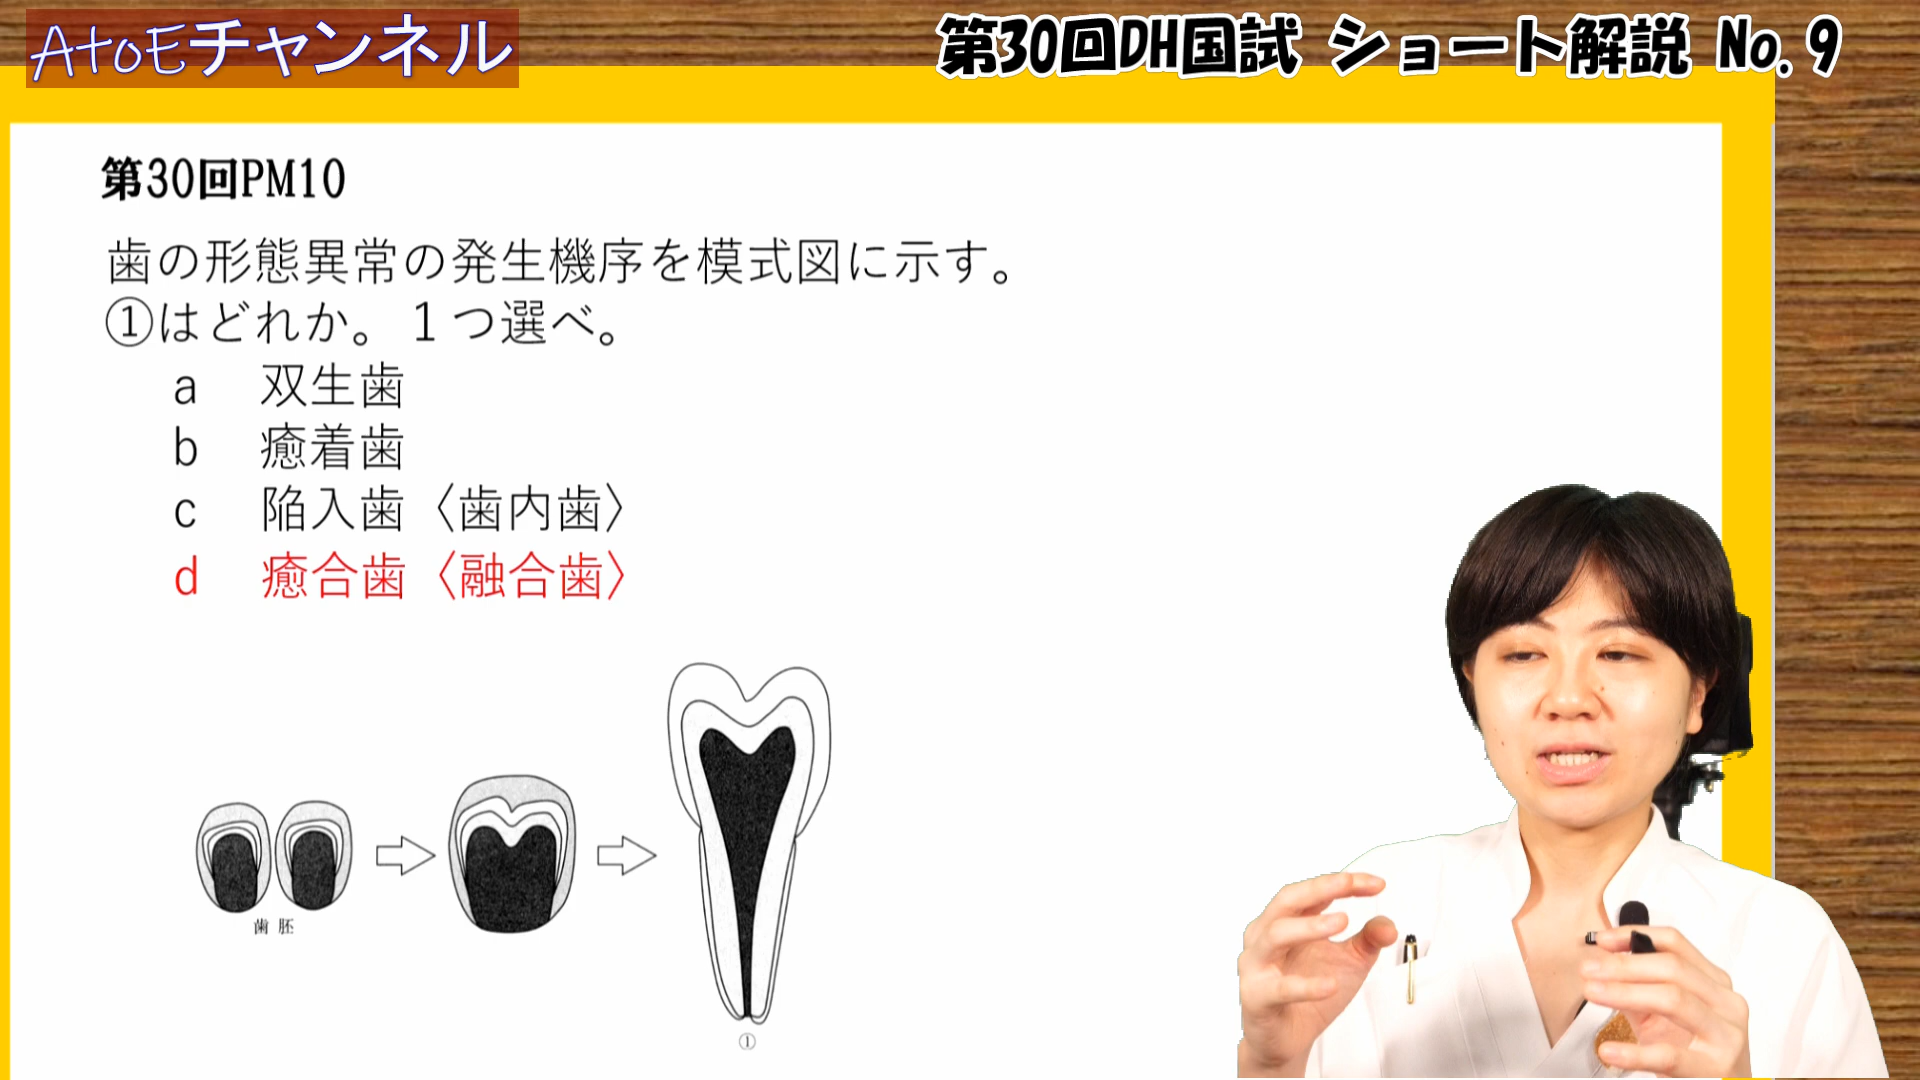 AtoEチャンネル
第30回DH国試 ショート解説 No.9
第30回PM10
歯の形態異常の発生機序を模式図に示す。
①はどれか。1つ選べ。
a 双生歯
b 癒着歯
c 陥入歯〈歯内歯〉
d 癒合歯〈融合歯〉
歯胚
①